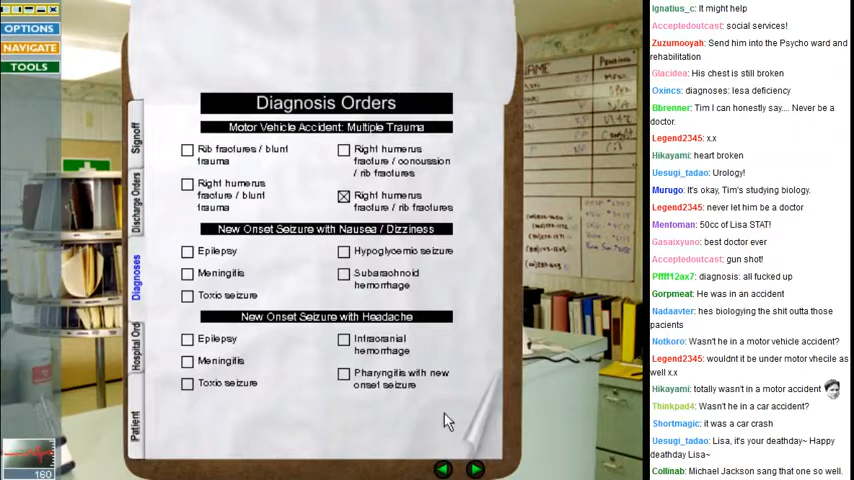 OPTIONS
NAVIGATE
TOOLS
160
Signoff
Discharge Orders
Diagnoses
Hospital Ord
Patient
Diagnosis Orders
Motor Vehicle Accident: Multiple Trauma
Rib fractures / blunt
trauma
Right humerus
fracture / blunt
trauma
Right humerus
fracture / concussion
/ rib fractures
Right humerus
fracture / rib fractures
New Onset Seizure with Nausea / Dizziness
Epilepsy
Meningitis
Toxic seizure
Hypoglycemic seizure
Subarachnoid
hemorrhage
New Onset Seizure with Headache
Epilepsy
Meningitis
Toxic seizure
Intracranial
hemorrhage
Pharyngitis with new
onset seizure
NAME
PENDING
ignatius_c: It might help
Acceptedoutcast: social services!
Zuzumooyah: Send him into the Psycho ward and
rehabilitation
Glacidea: His chest is still broken
Oxincs: diagnoses: lesa deficiency
Bbrenner: Tim I can honestly say.... Never be a
doctor.
Legend2345: x.x
Hikayami: heart broken
Uesugi_tadao: Urology!
Murugo: It's okay, Tim's studying biology.
Legend2345: never let him be a doctor
Mentoman: 50cc of Lisa STAT!
Gasaixyuno: best doctor ever
Acceptedoutcast: gun shot!
Pffff12ax7: diagnosis: all fucked up
Gorpmeat: He was in an accident
Nadaavter: hes biologying the shit outta those
pacients
Notkoro: Wasn't he in a motor vehicle accident?
Legend2345: wouldnt it be under motor vhecile as
well x.x
Hikayami: totally wasn't in a motor accident
Thinkpad4: Wasn't he in a car accident?
Shortmagic: it was a car crash
Uesugi_tadao: Lisa, it's your deathday~ Happy
deathday Lisa~
Collinab: Michael Jackson sang that one so well.